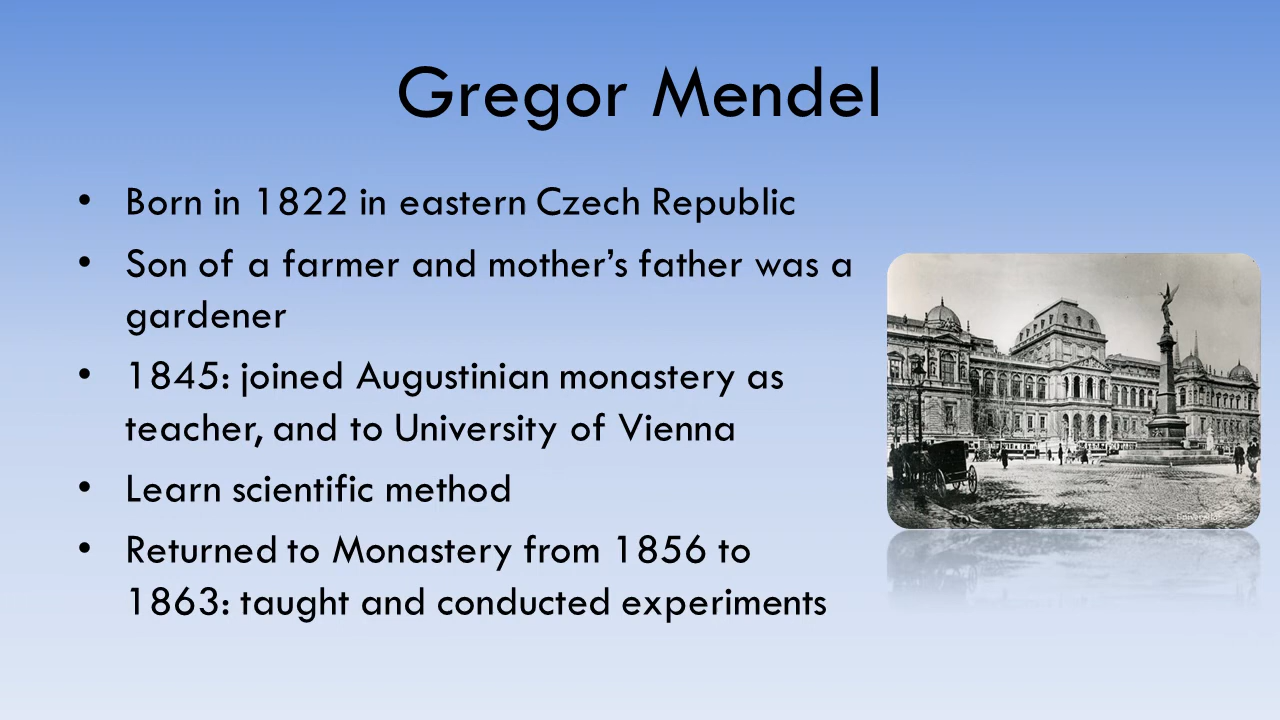 Gregor Mendel
• Born in 1822 in eastern Czech Republic
• Son of a farmer and mother’s father was a
gardener
• 1845: joined Augustinian monastery as
teacher, and to University of Vienna
• Learn scientific method
• Returned to Monastery from 1856 to
1863: taught and conducted experiments